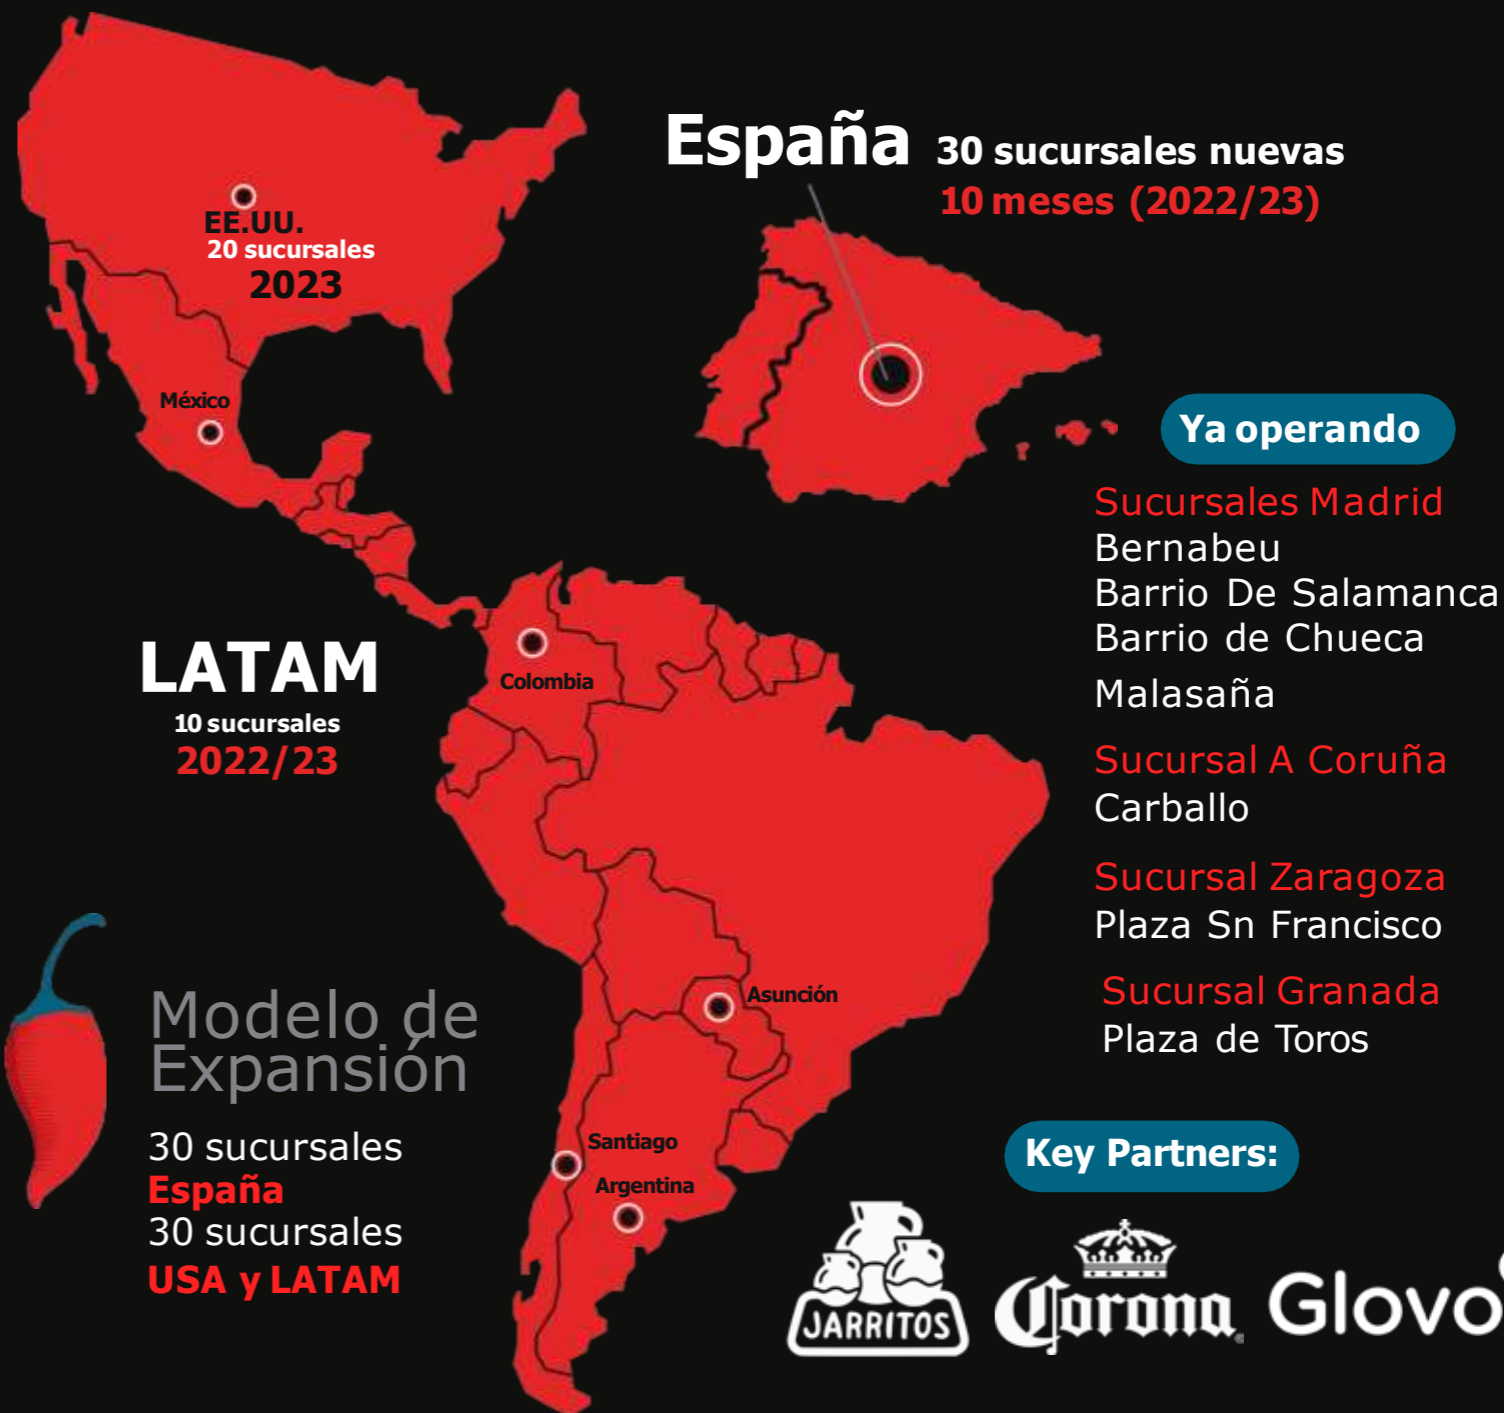 España
30 sucursales nuevas
10 meses (2022/23)
EE.UU.
20 sucursales
2023
México
Ya operando
Sucursales Madrid
Bernabeu
Barrio De Salamanca
Barrio de Chueca
Malasaña
Sucursal A Coruña
Carballo
Sucursal Zaragoza
Plaza Sn Francisco
Sucursal Granada
Plaza de Toros
LATAM
10 sucursales
2022/23
Colombia
Asunción
Santiago
Argentina
Modelo de
Expansión
30 sucursales
España
30 sucursales
USA y LATAM
Key Partners:
JARRITOS
Corona
Glovo